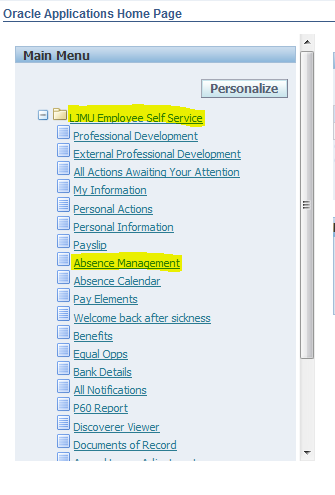 Oracle Applications Home Page
Main Menu
Personalize
LJMU Employee Self Service
Professional Development
External Professional Development
All Actions Awaiting Your Attention
My Information
Personal Actions
Personal Information
Payslip
Absence Management
Absence Calendar
Pay Elements
Welcome back after sickness
Benefits
Equal Opps
Bank Details
All Notifications
P60 Report
Discoverer Viewer
Documents of Record